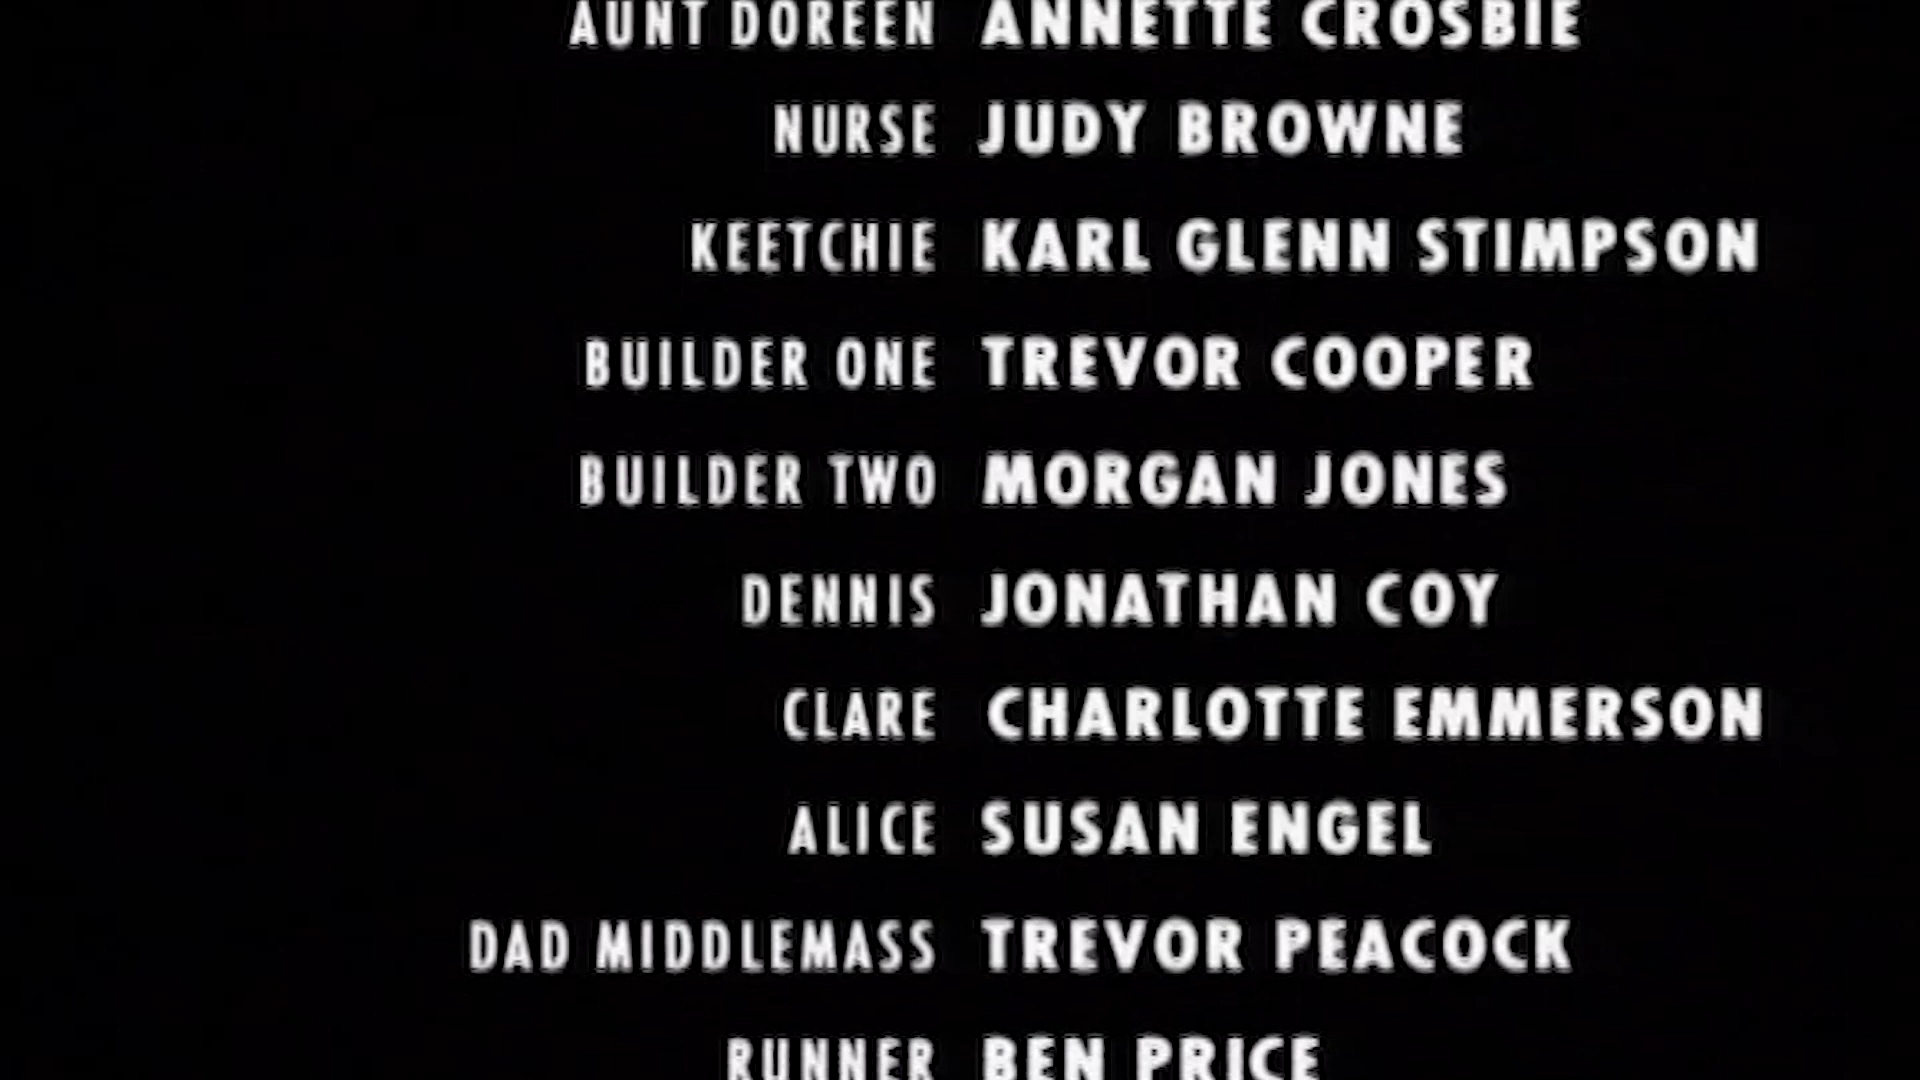 AUNT DOREEN ANNETTE CROSBIE
NURSE JUDY BROWNE
KEETCHIE KARL GLENN STIMPSON
BUILDER ONE TREVOR COOPER
BUILDER TWO MORGAN JONES
DENNIS JONATHAN COY
CLARE CHARLOTTE EMMERSON
ALICE SUSAN ENGEL
DAD MIDDLEMASS TREVOR PEACOCK
RUNNER BEN PRICE